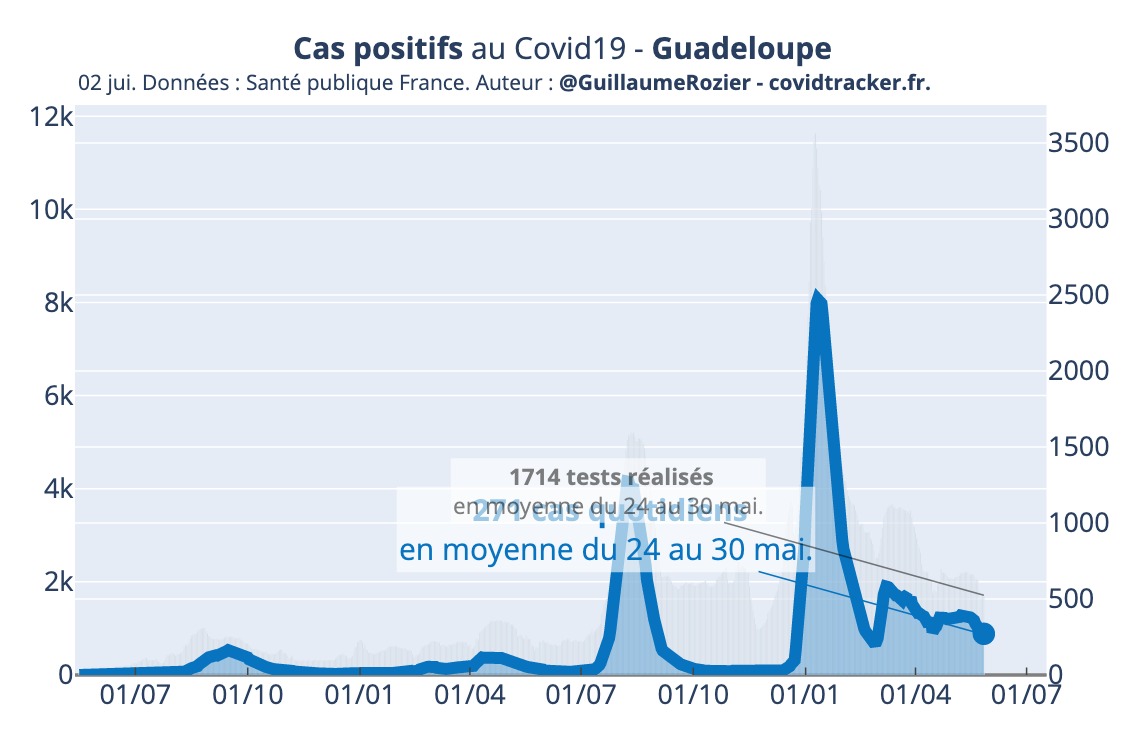 Cas positifs au Covid19 - Guadeloupe
02 jui. Données : Santé publique France. Auteur : @GuillaumeRozier - covidtracker.fr.
12k
10k
8k
6k
4k
2k
0
3500
3000
2500
2000
1500
1000
500
0
1714 tests réalisés
en moyenne du 24 au 30 mai.
271 cas quotidiens
en moyenne du 24 au 30 mai.
01/07 01/10 01/01 01/04 01/07 01/10 01/01 01/04 01/07